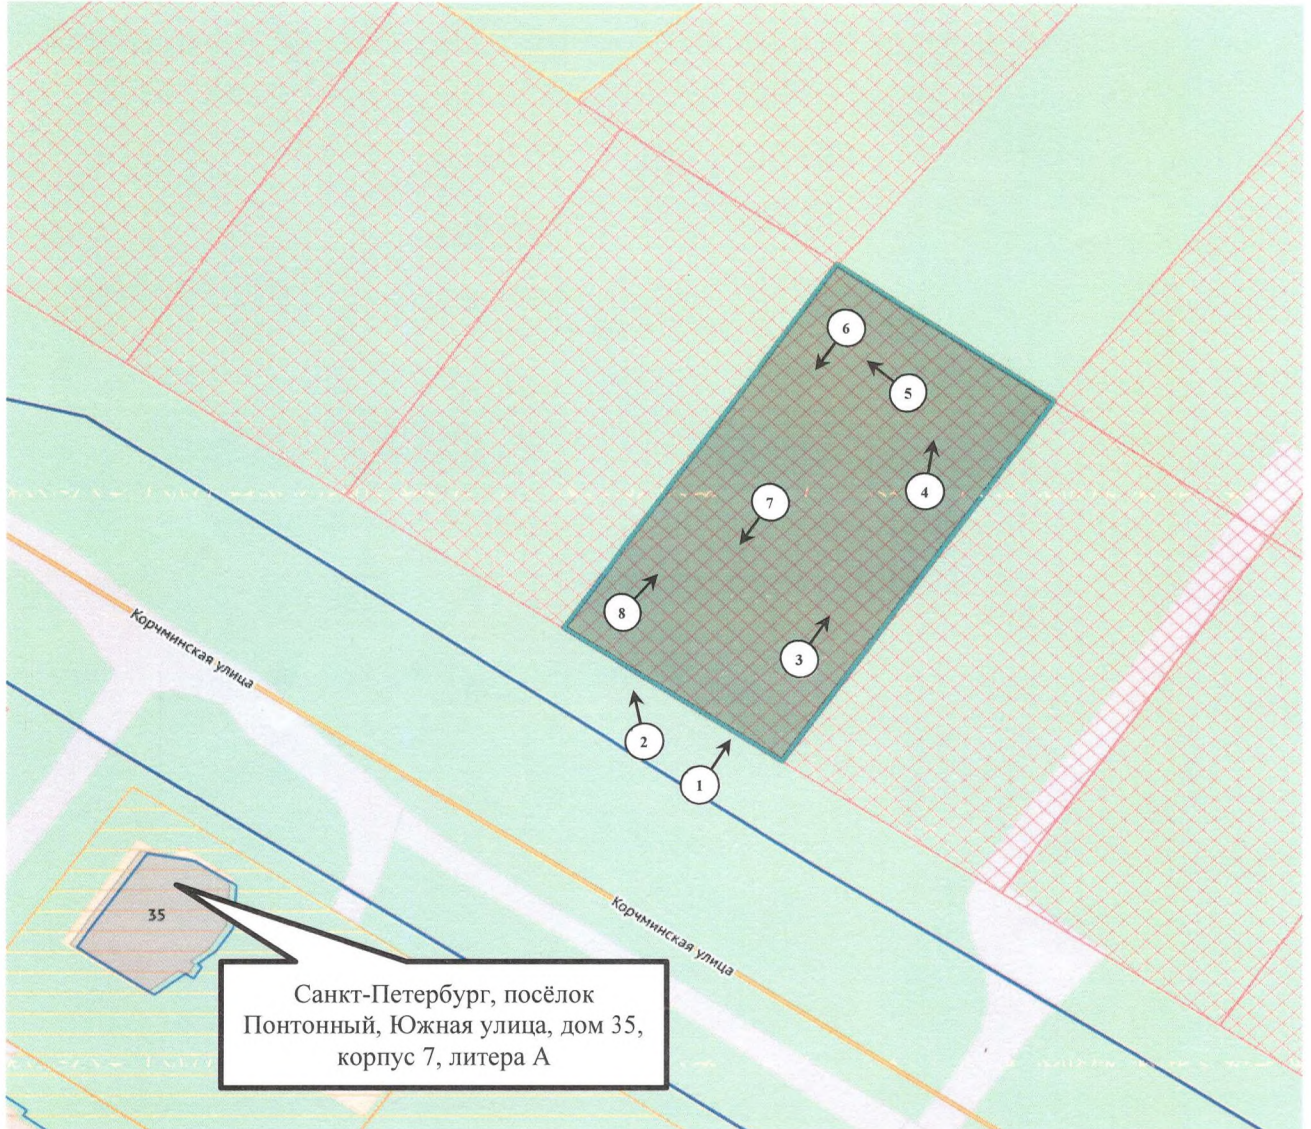 6
5
4
7
8
3
Корчминская улица
2
1
35
Корчминская улица
Санкт-Петербург, посёлок
Понтонный, Южная улица, дом 35,
корпус 7, литера А